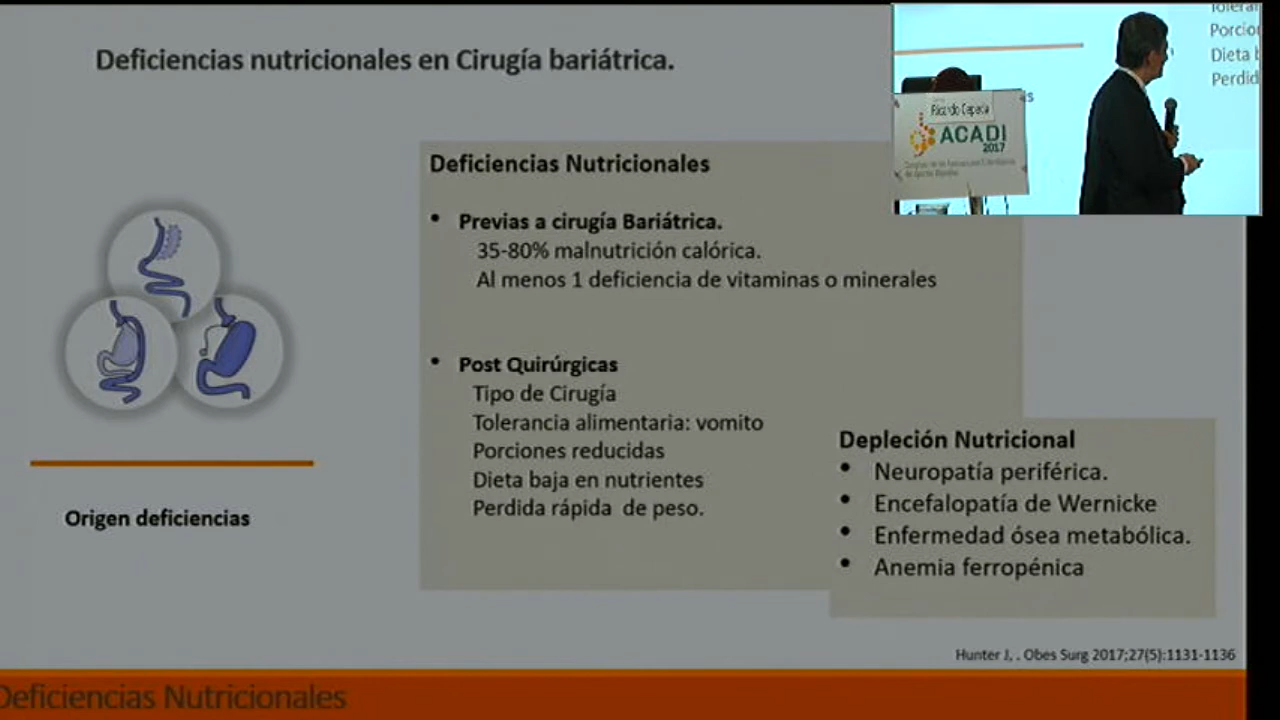 Deficiencias nutricionales en Cirugía bariátrica.
Deficiencias Nutricionales
• Previas a cirugía Bariátrica.
35-80% malnutrición calórica.
Al menos 1 deficiencia de vitaminas o minerales
• Post Quirúrgicas
Tipo de Cirugía
Tolerancia alimentaria: vomito
Porciones reducidas
Dieta baja en nutrientes
Perdida rápida de peso.
Origen deficiencias
Depleción Nutricional
• Neuropatía periférica.
• Encefalopatía de Wernicke
• Enfermedad ósea metabólica.
• Anemia ferropénica
Hunter J, . Obes Surg 2017;27(5):1131-1136
Deficiencias Nutricionales
Porcion
Dieta b
Perdid
ACADI
2017